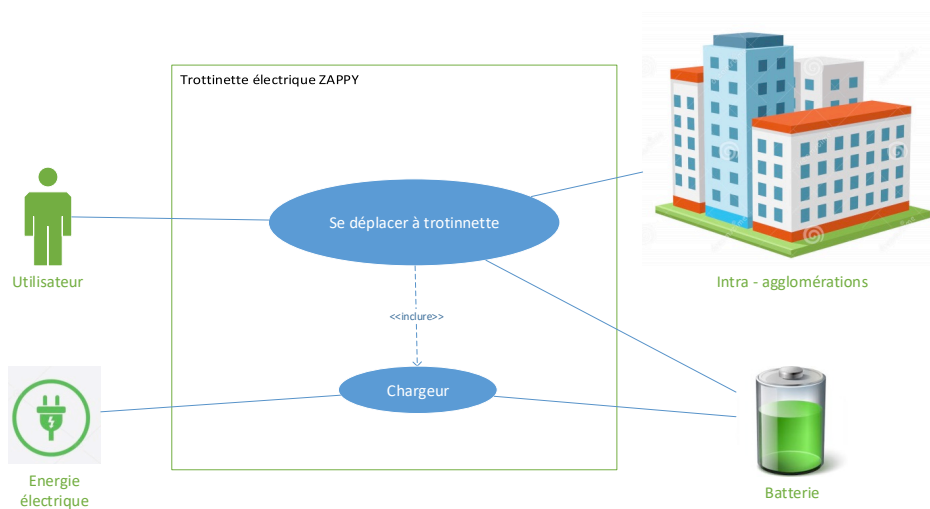 Trottinette électrique ZAPPY
Se déplacer à trotinnette
Utilisateur
Intra - agglomérations
<<inclure>>
Chargeur
Energie
électrique
Batterie